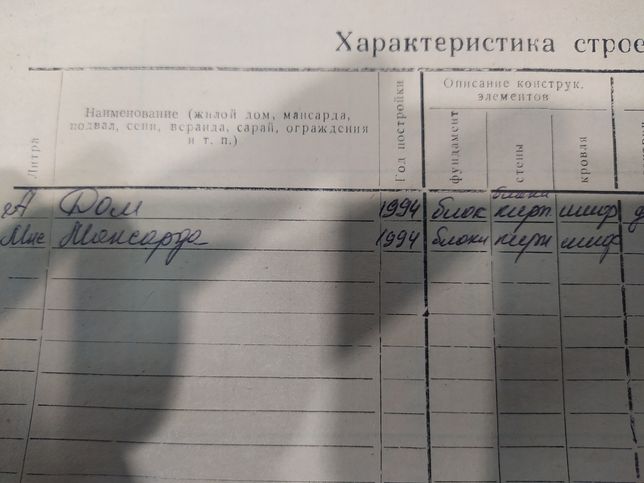 Характеристика строе
Литра
Наименование (жилой дом, мансарда,
подвал, сени, веранда, сарай, ограждения
и т. п.)
Год постройки
Описание конструк.
элементов
фундамент
стены
кровля
блоки
А Дом 1994 блок кирп шиф
Мансарда 1994 блоки кирп шиф